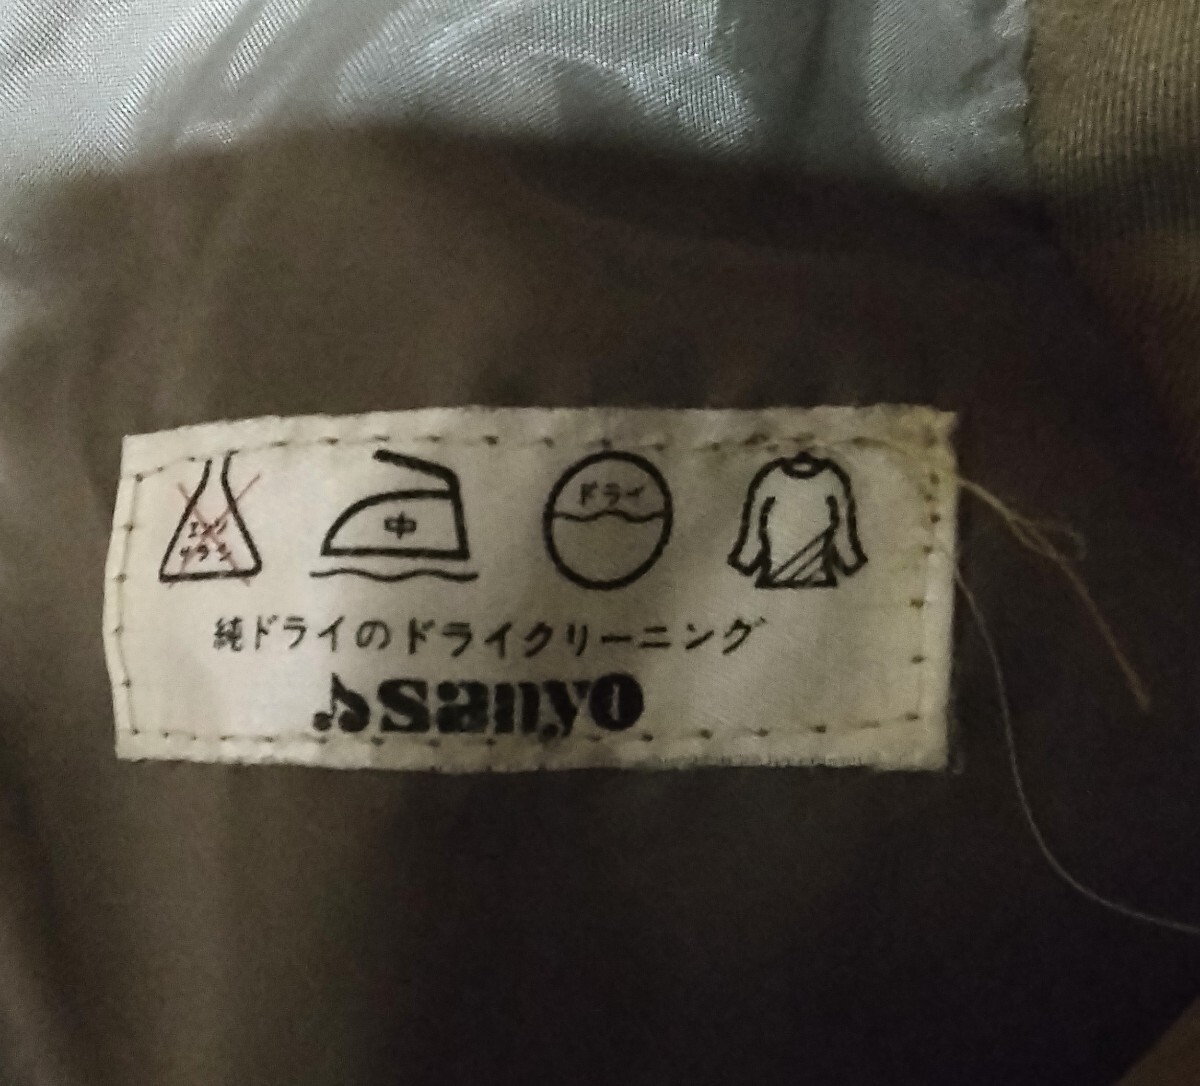 エンソ
サラシ
中
ドライ
純ドライのドライクリーニング
sanyo